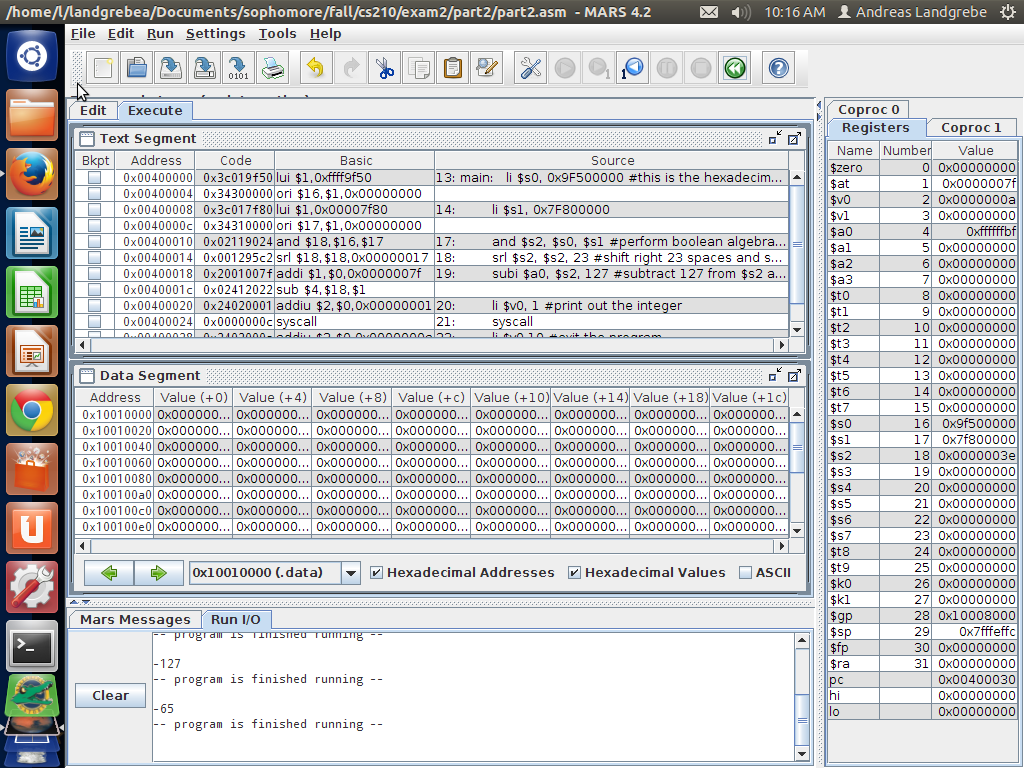 /home/l/landgrebea/Documents/sophomore/fall/cs210/exam2/part2/part2.asm - MARS 4.2 10:16 AM Andreas Landgrebe
File Edit Run Settings Tools Help
Edit Execute
Text Segment
Bkpt Address Code Basic Source
0x00400000 0x3c019f50 lui $1,0xffff9f50 13: main: li $s0, 0x9F500000 #this is the hexadecim...
0x00400004 0x34300000 ori $16,$1,0x00000000
0x00400008 0x3c017f80 lui $1,0x00007f80 14: li $s1, 0x7F800000
0x0040000c 0x34310000 ori $17,$1,0x00000000
0x00400010 0x02119024 and $18,$16,$17 17: and $s2, $s0, $s1 #perform boolean algebra...
0x00400014 0x001295c2 srl $18,$18,0x00000017 18: srl $s2, $s2, 23 #shift right 23 spaces and s...
0x00400018 0x2001007f addi $1,$0,0x0000007f 19: subi $a0, $s2, 127 #subtract 127 from $s2 a...
0x0040001c 0x02412022 sub $4,$18,$1
0x00400020 0x24020001 addiu $2,$0,0x00000001 20: li $v0, 1 #print out the integer
0x00400024 0x0000000c syscall 21: syscall
Data Segment
Address Value (+0) Value (+4) Value (+8) Value (+c) Value (+10) Value (+14) Value (+18) Value (+1c)
0x10010000 0x000000... 0x000000... 0x000000... 0x000000... 0x000000... 0x000000... 0x000000... 0x000000...
0x10010020 0x000000... 0x000000... 0x000000... 0x000000... 0x000000... 0x000000... 0x000000... 0x000000...
0x10010040 0x000000... 0x000000... 0x000000... 0x000000... 0x000000... 0x000000... 0x000000... 0x000000...
0x10010060 0x000000... 0x000000... 0x000000... 0x000000... 0x000000... 0x000000... 0x000000... 0x000000...
0x10010080 0x000000... 0x000000... 0x000000... 0x000000... 0x000000... 0x000000... 0x000000... 0x000000...
0x100100a0 0x000000... 0x000000... 0x000000... 0x000000... 0x000000... 0x000000... 0x000000... 0x000000...
0x100100c0 0x000000... 0x000000... 0x000000... 0x000000... 0x000000... 0x000000... 0x000000... 0x000000...
0x100100e0 0x000000... 0x000000... 0x000000... 0x000000... 0x000000... 0x000000... 0x000000... 0x000000...
0x10010000 (.data) Hexadecimal Addresses Hexadecimal Values ASCII
Mars Messages Run I/O
Clear
-- program is finished running --
-127
-- program is finished running --
-65
-- program is finished running --
Coproc 0
Registers Coproc 1
Name Number Value
$zero 0 0x00000000
$at 1 0x0000007f
$v0 2 0x0000000a
$v1 3 0x00000000
$a0 4 0xffffffbf
$a1 5 0x00000000
$a2 6 0x00000000
$a3 7 0x00000000
$t0 8 0x00000000
$t1 9 0x00000000
$t2 10 0x00000000
$t3 11 0x00000000
$t4 12 0x00000000
$t5 13 0x00000000
$t6 14 0x00000000
$t7 15 0x00000000
$s0 16 0x9f500000
$s1 17 0x7f800000
$s2 18 0x0000003e
$s3 19 0x00000000
$s4 20 0x00000000
$s5 21 0x00000000
$s6 22 0x00000000
$s7 23 0x00000000
$t8 24 0x00000000
$t9 25 0x00000000
$k0 26 0x00000000
$k1 27 0x00000000
$gp 28 0x10008000
$sp 29 0x7fffeffc
$fp 30 0x00000000
$ra 31 0x00000000
pc 0x00400030
hi 0x00000000
lo 0x00000000